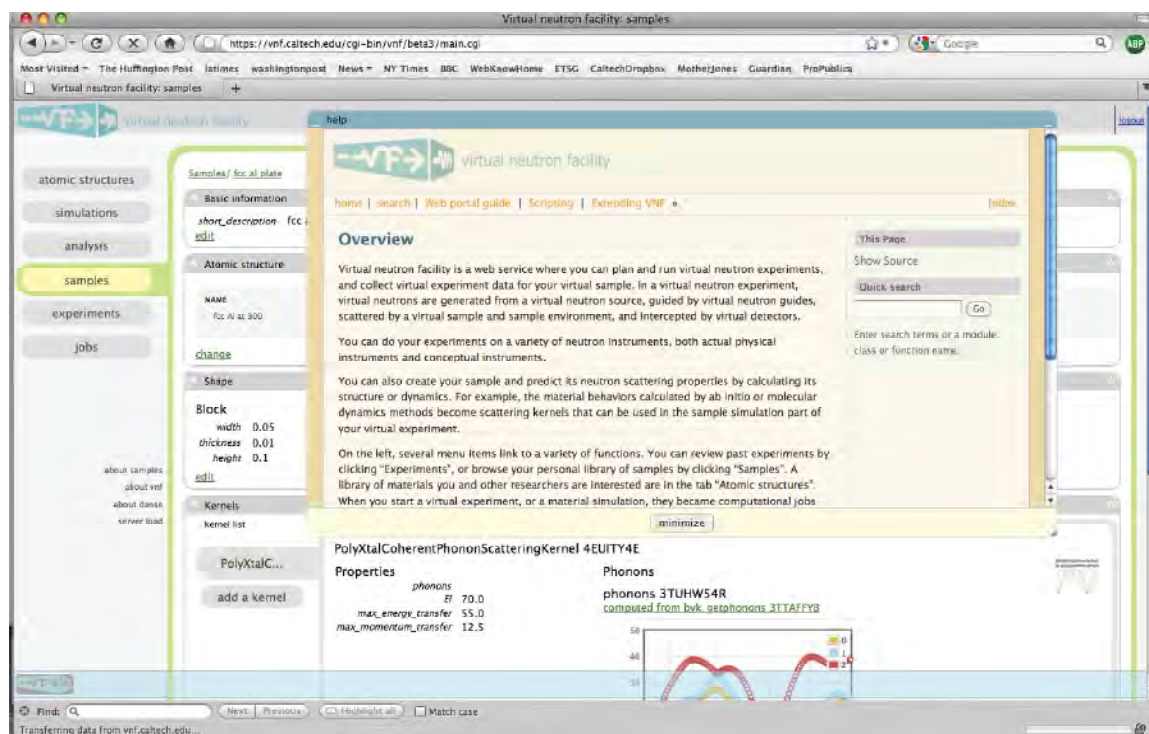 Virtual neutron facility: samples
https://vnf.caltech.edu/cgi-bin/vnf/beta3/main.cgi
Google
ABP
Most Visited The Huffington Post latimes washingtonpost News NY Times BBC WebKnowHome ETSG CaltechDropbox MotherJones Guardian ProPublica
Virtual neutron facility: samples +
virtual neutron facility
logout
help
VF virtual neutron facility
home | search | Web portal guide | Scripting | Extending VNF »
Index
atomic structures
simulations
analysis
samples
experiments
jobs
about samples
about vnf
about danse
server load
Samples/ fcc al plate
Basic information
short_description fcc
edit
Atomic structure
NAME
fcc Al at 300
change
Shape
Block
width 0.05
thickness 0.01
height 0.1
edit
Kernels
kernel list
PolyXtalC...
add a kernel
Overview
Virtual neutron facility is a web service where you can plan and run virtual neutron experiments,
and collect virtual experiment data for your virtual sample. In a virtual neutron experiment,
virtual neutrons are generated from a virtual neutron source, guided by virtual neutron guides,
scattered by a virtual sample and sample environment, and intercepted by virtual detectors.
You can do your experiments on a variety of neutron instruments, both actual physical
instruments and conceptual instruments.
You can also create your sample and predict its neutron scattering properties by calculating its
structure or dynamics. For example, the material behaviors calculated by ab initio or molecular
dynamics methods become scattering kernels that can be used in the sample simulation part of
your virtual experiment.
On the left, several menu items link to a variety of functions. You can review past experiments by
clicking "Experiments", or browse your personal library of samples by clicking "Samples". A
library of materials you and other researchers are interested are in the tab "Atomic structures".
When you start a virtual experiment, or a material simulation, they became computational jobs
This Page
Show Source
Quick search
Go
Enter search terms or a module,
class or function name.
minimize
PolyXtalCoherentPhononScatteringKernel 4EUITY4E
Properties
phonons
Ei 70.0
max_energy_transfer 55.0
max_momentum_transfer 12.5
Phonons
phonons 3TUHW54R
computed from bvk_getphonons 3TTAFFYB
50
40
30
0
1
2
Find:
Next Previous Highlight all Match case
Transferring data from vnf.caltech.edu...